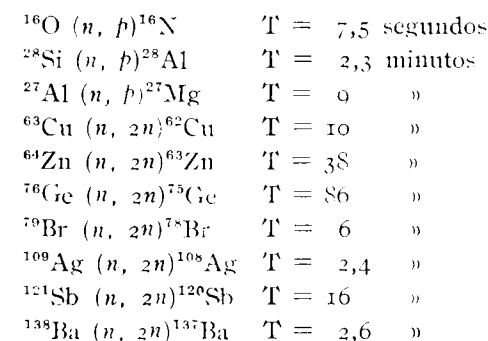 ¹⁶O (n, p)¹⁶N T = 7,5 segundos
²⁸Si (n, p)²⁸Al T = 2,3 minutos
²⁷Al (n, p)²⁷Mg T = 9 »
⁶³Cu (n, 2n)⁶²Cu T = 10 »
⁶⁴Zn (n, 2n)⁶³Zn T = 38 »
⁷⁶Ge (n, 2n)⁷⁵Ge T = 86 »
⁷⁹Br (n, 2n)⁷⁸Br T = 6 »
¹⁰⁹Ag (n, 2n)¹⁰⁸Ag T = 2,4 »
¹²¹Sb (n, 2n)¹²⁰Sb T = 16 »
¹³⁸Ba (n, 2n)¹³⁷Ba T = 2,6 »